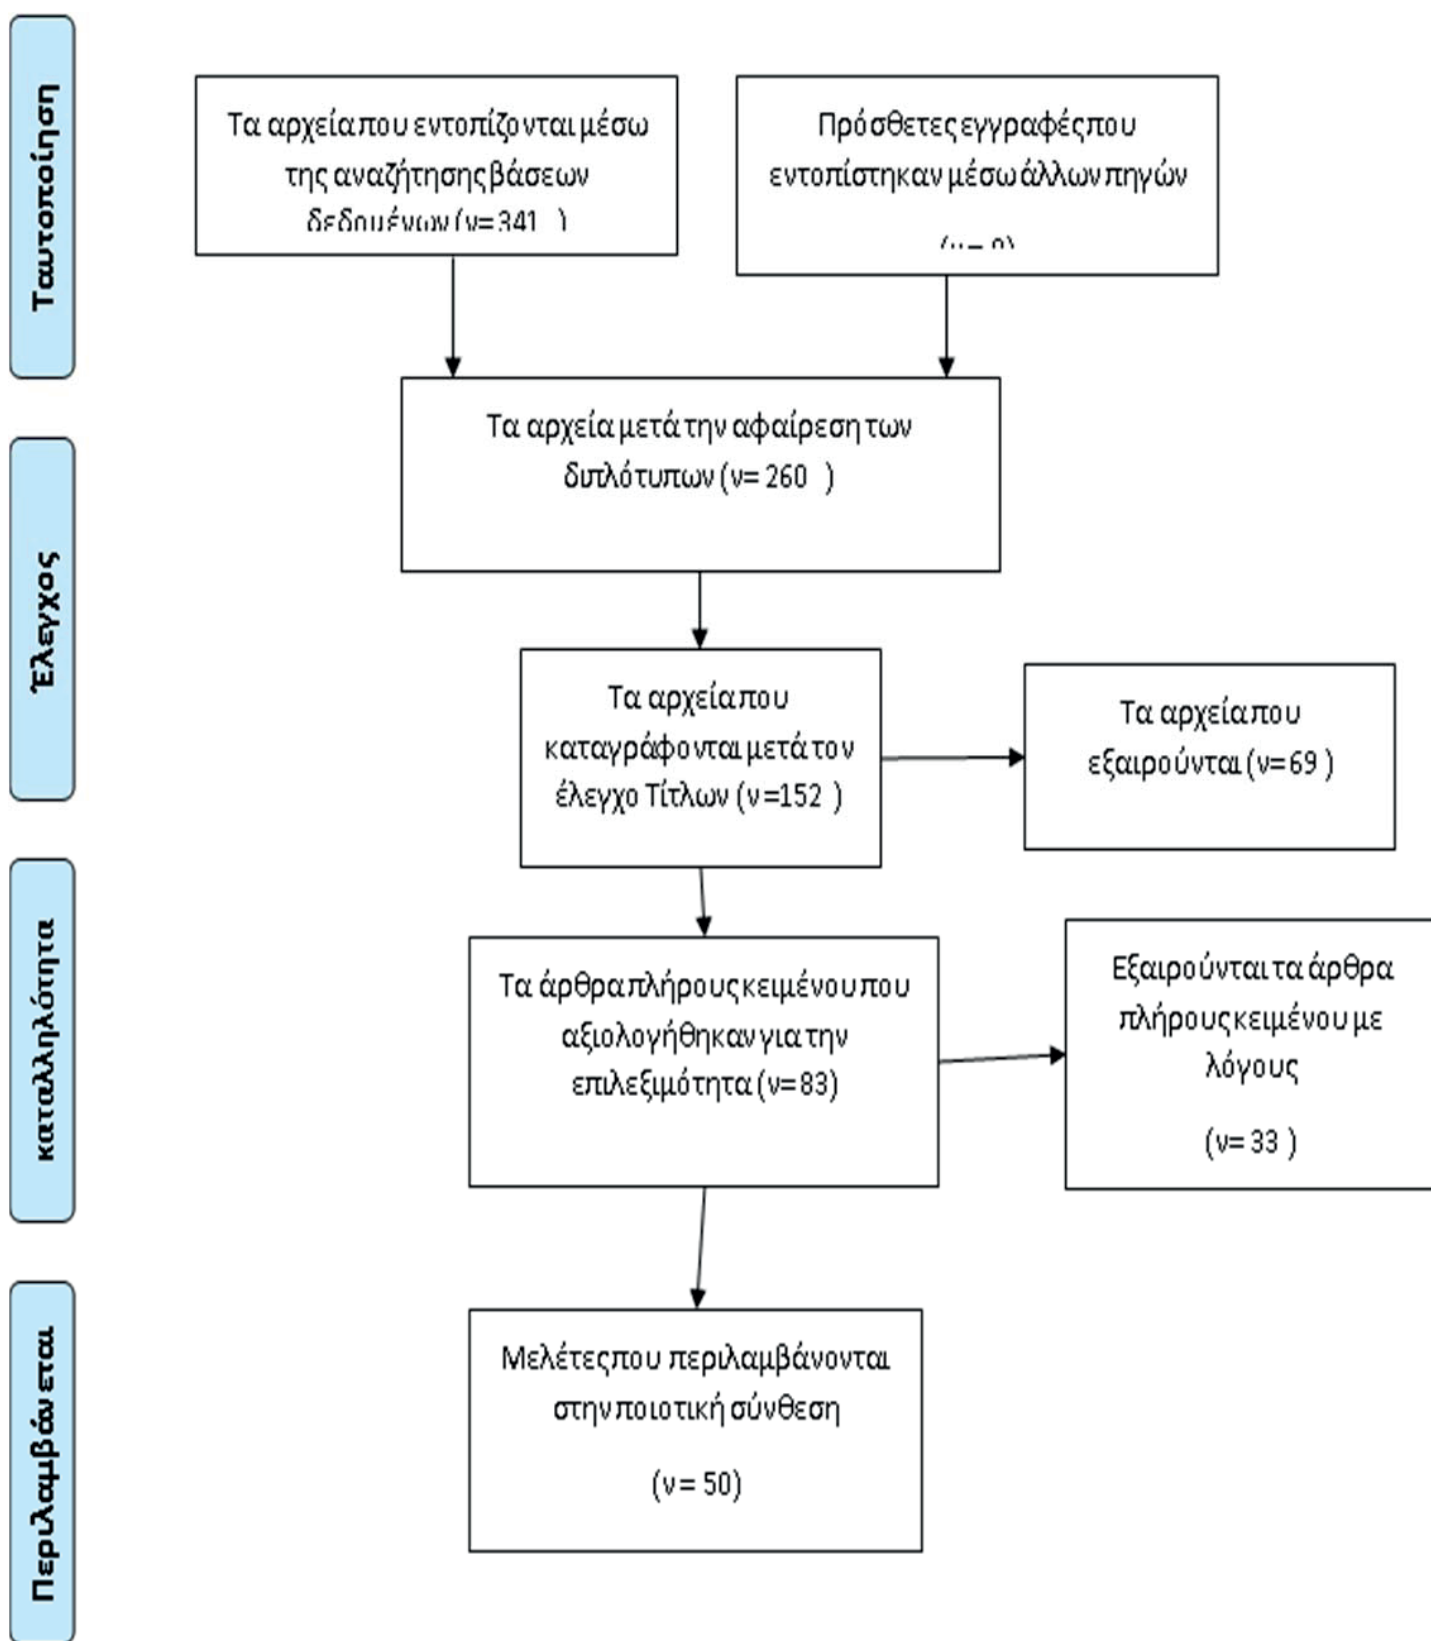 Ταυτοποίηση
Τα αρχεία που εντοπίζονται μέσω
της αναζήτησης βάσεων
δεδομένων (ν= 341 )
Πρόσθετες εγγραφές που
εντοπίστηκαν μέσω άλλων πηγών
Τα αρχεία μετά την αφαίρεση των
διπλότυπων (ν= 260 )
Έλεγχος
Τα αρχεία που
καταγράφονται μετά τον
έλεγχο Τίτλων (ν =152 )
Τα αρχεία που
εξαιρούνται (ν= 69 )
καταλληλότητα
Τα άρθρα πλήρους κειμένου που
αξιολογήθηκαν για την
επιλεξιμότητα (ν= 83)
Εξαιρούνται τα άρθρα
πλήρους κειμένου με
λόγους
(ν= 33 )
Περιλαμβάνεται
Μελέτες που περιλαμβάνονται
στην ποιοτική σύνθεση
(ν = 50)